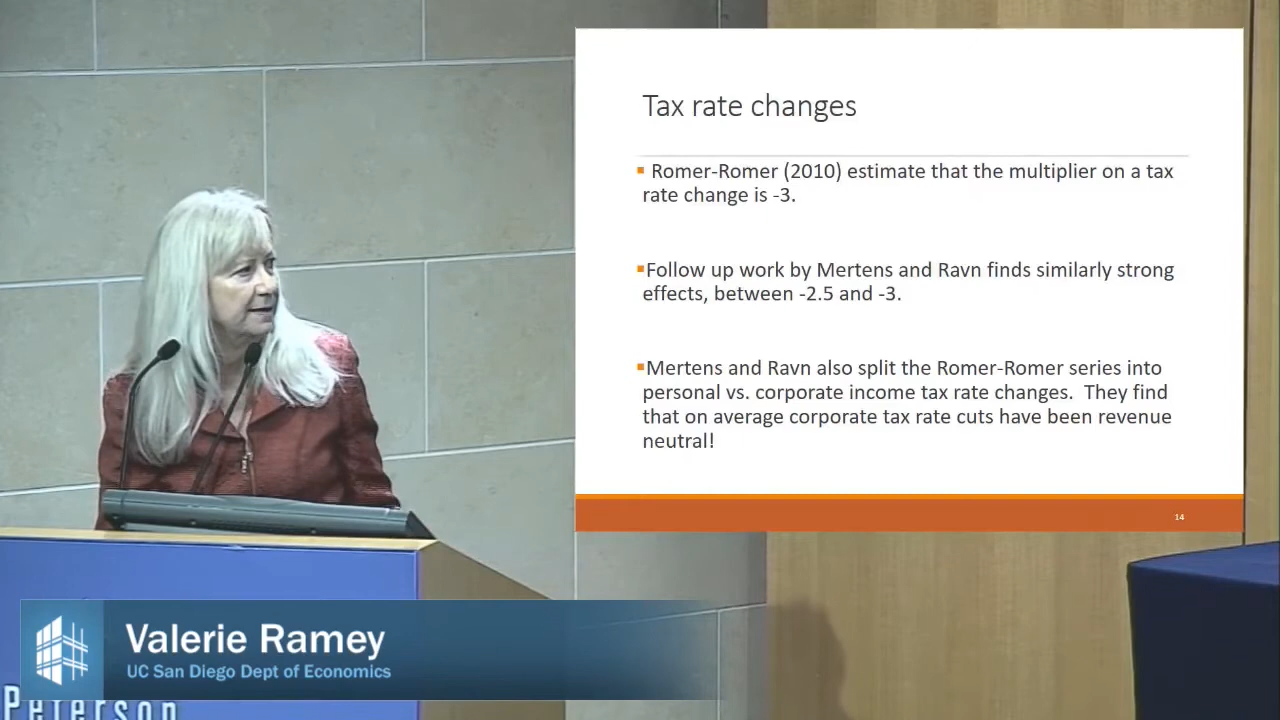 Tax rate changes
▪ Romer-Romer (2010) estimate that the multiplier on a tax
rate change is -3.
▪Follow up work by Mertens and Ravn finds similarly strong
effects, between -2.5 and -3.
▪Mertens and Ravn also split the Romer-Romer series into
personal vs. corporate income tax rate changes.  They find
that on average corporate tax rate cuts have been revenue
neutral!
14
Valerie Ramey
UC San Diego Dept of Economics
Peterson